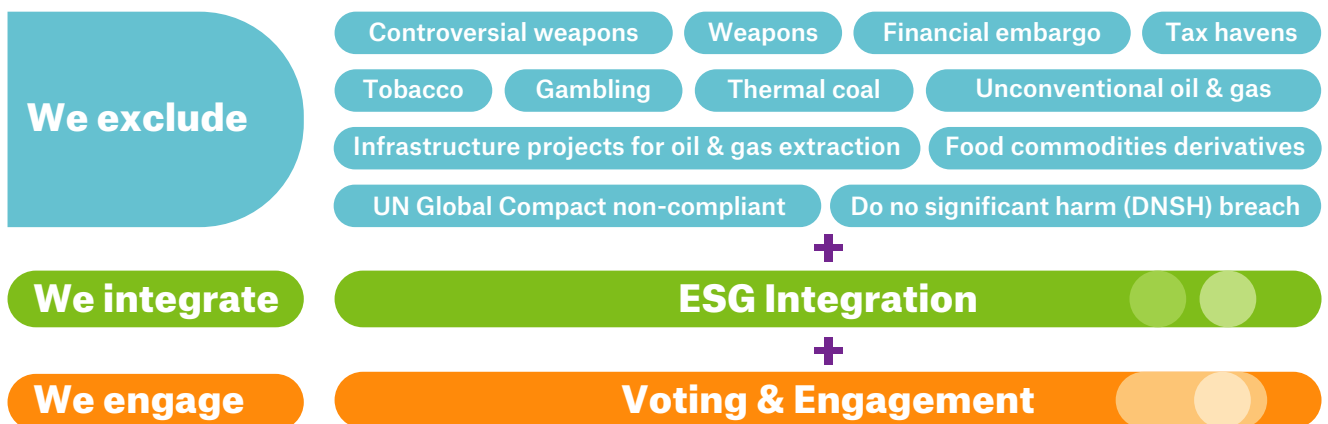 We exclude
Controversial weapons
Weapons
Financial embargo
Tax havens
Tobacco
Gambling
Thermal coal
Unconventional oil & gas
Infrastructure projects for oil & gas extraction
Food commodities derivatives
UN Global Compact non-compliant
Do no significant harm (DNSH) breach
+
We integrate
ESG Integration
+
We engage
Voting & Engagement